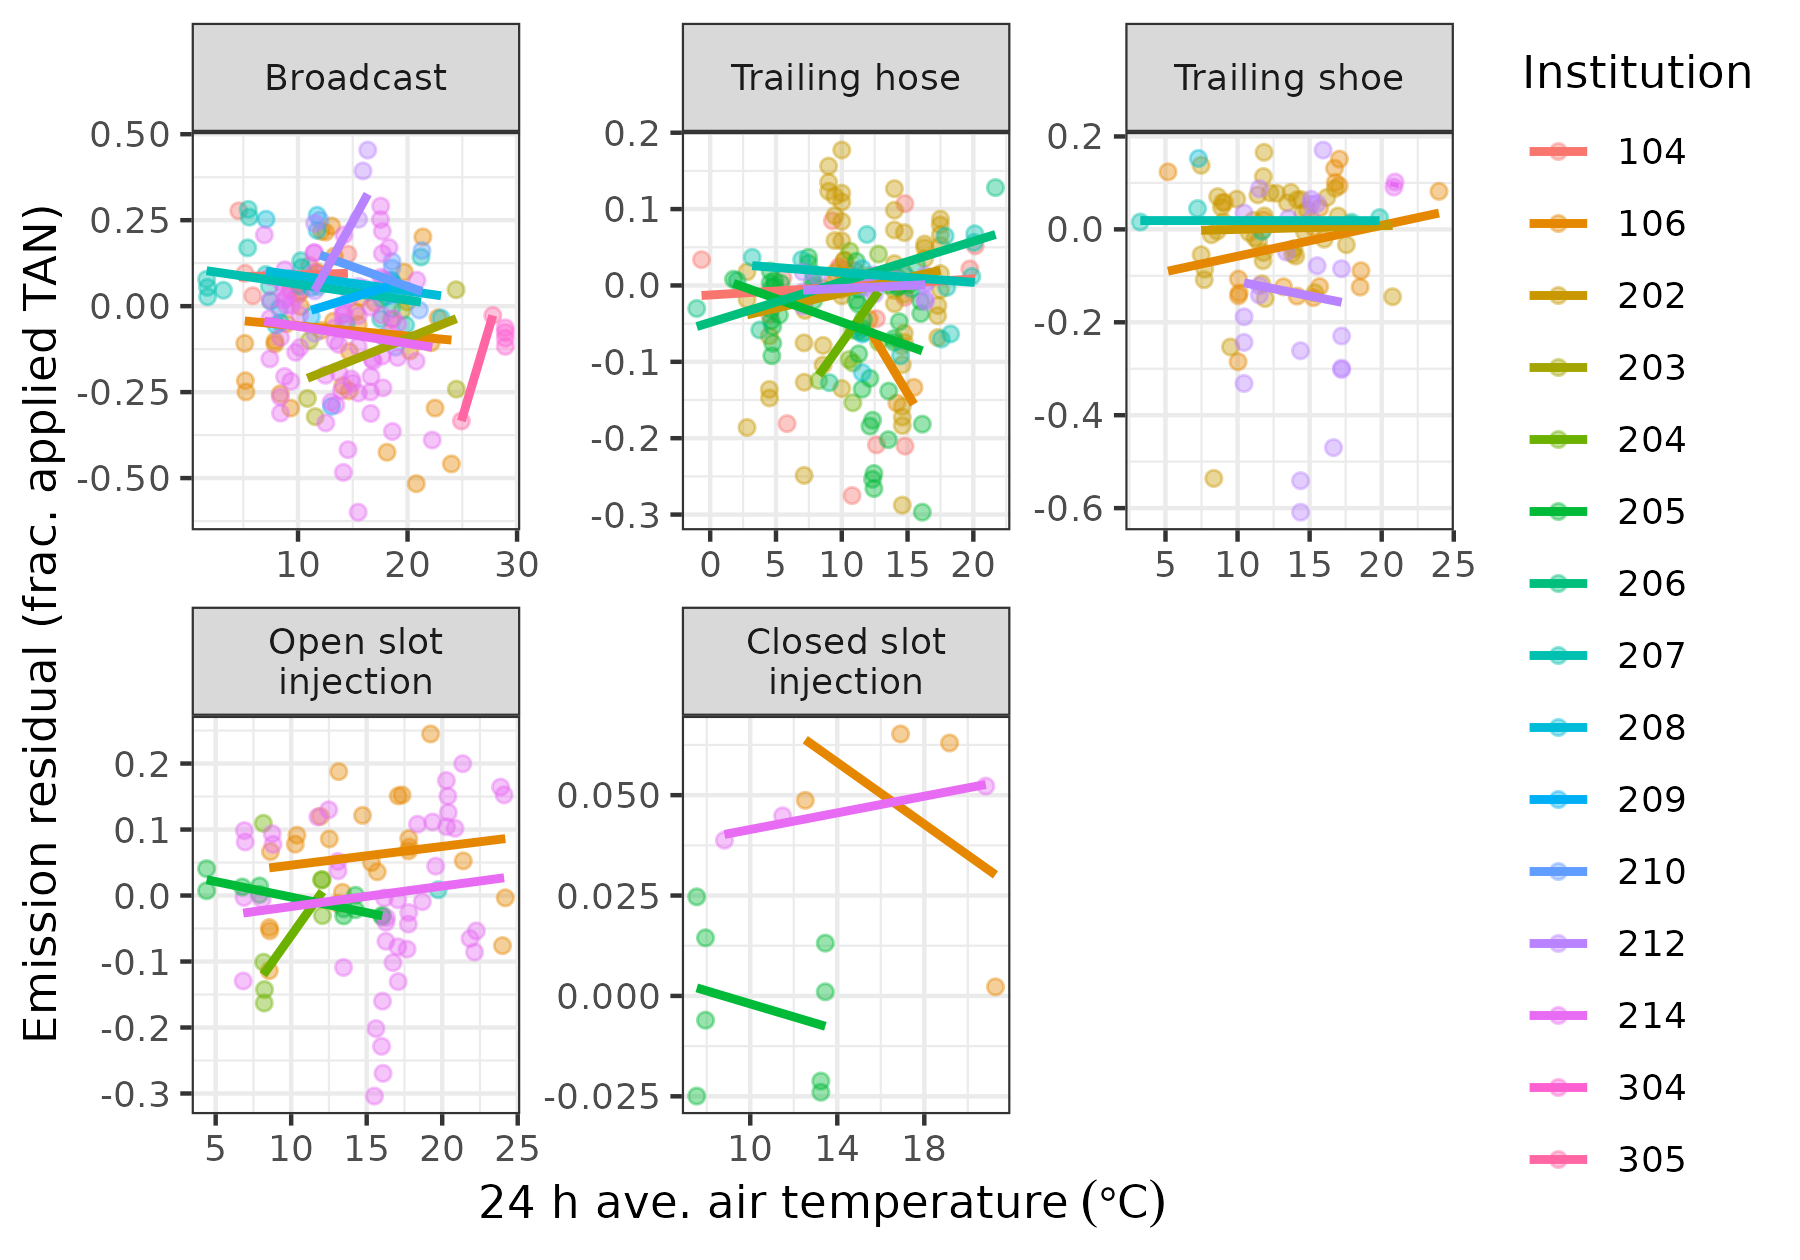 Broadcast
Trailing hose
Trailing shoe
Institution
104
106
202
203
204
205
206
207
208
209
210
212
214
304
305
0.50
0.25
0.00
-0.25
-0.50
10 20 30
0.2
0.1
0.0
-0.1
-0.2
-0.3
0 5 10 15 20
0.2
0.0
-0.2
-0.4
-0.6
5 10 15 20 25
Open slot
injection
Closed slot
injection
0.2
0.1
0.0
-0.1
-0.2
-0.3
5 10 15 20 25
0.050
0.025
0.000
-0.025
10 14 18
Emission residual (frac. applied TAN)
24 h ave. air temperature (°C)